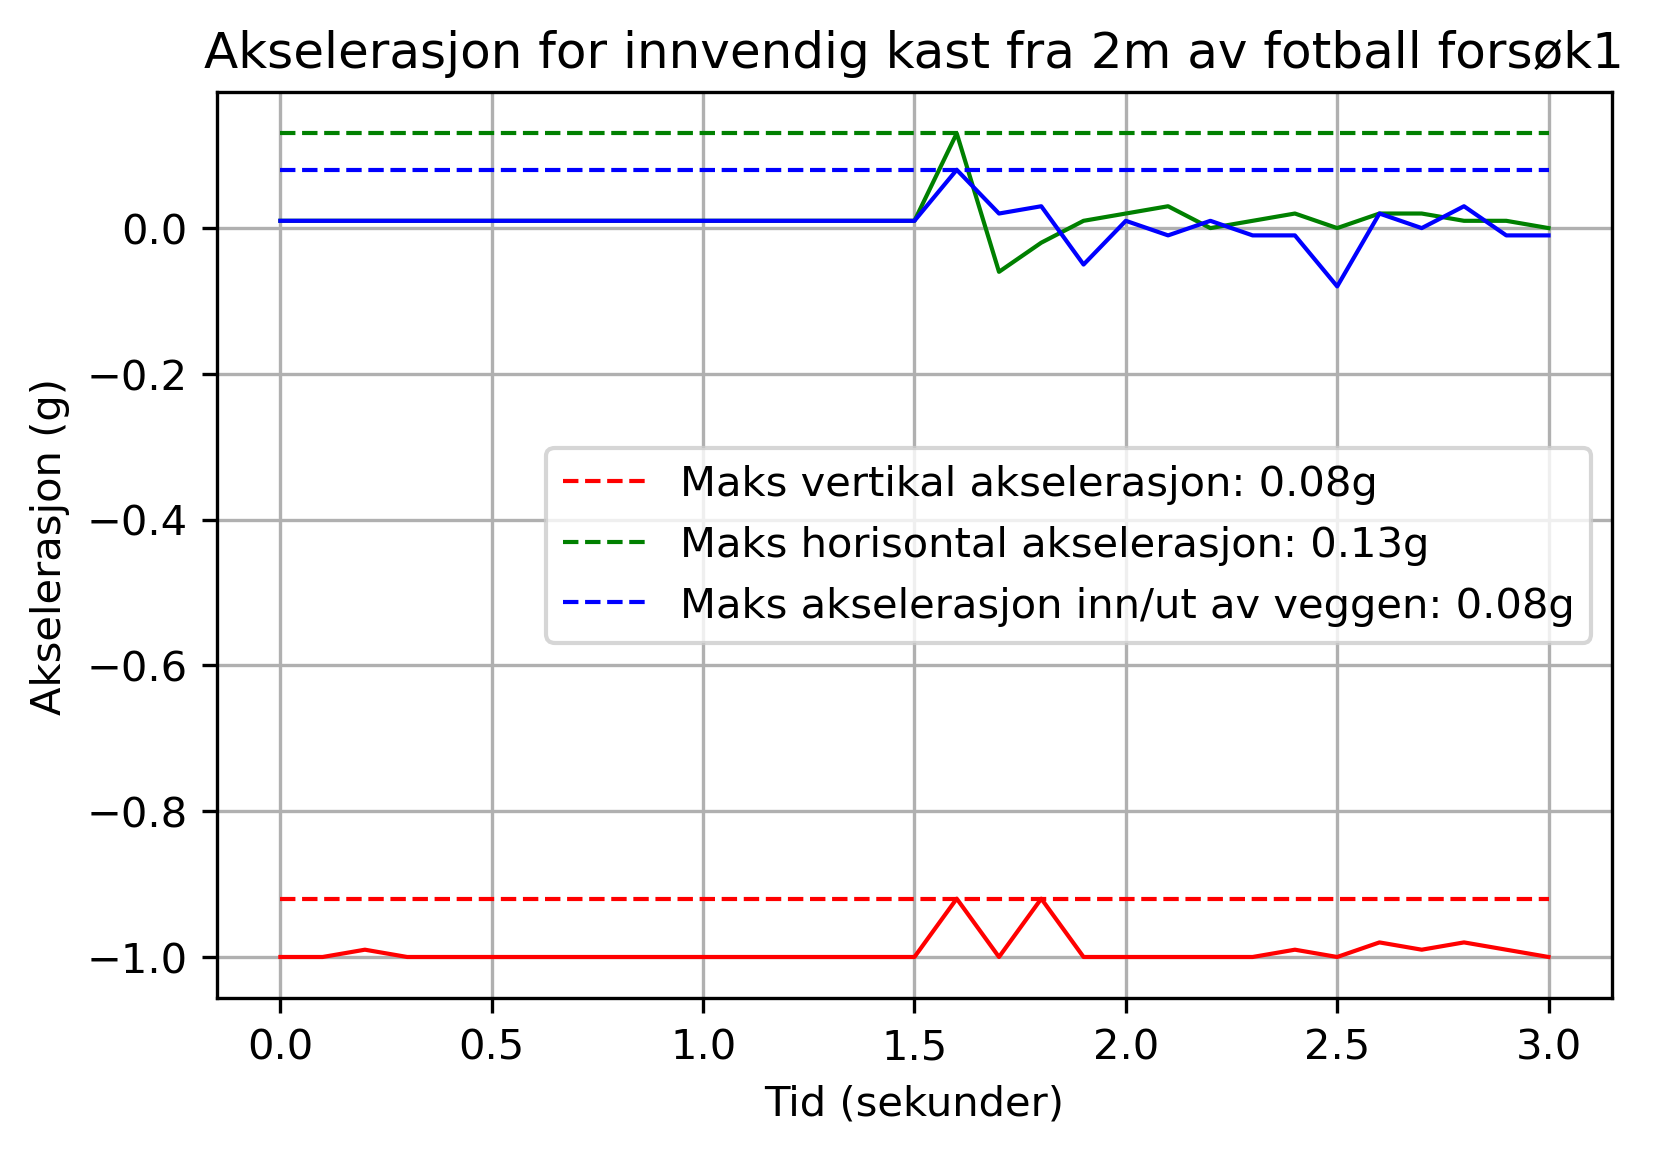 Akselerasjon for innvendig kast fra 2m av fotball forsøk1
Akselerasjon (g)
0.0
−0.2
−0.4
−0.6
−0.8
−1.0
Maks vertikal akselerasjon: 0.08g
Maks horisontal akselerasjon: 0.13g
Maks akselerasjon inn/ut av veggen: 0.08g
0.0 0.5 1.0 1.5 2.0 2.5 3.0
Tid (sekunder)